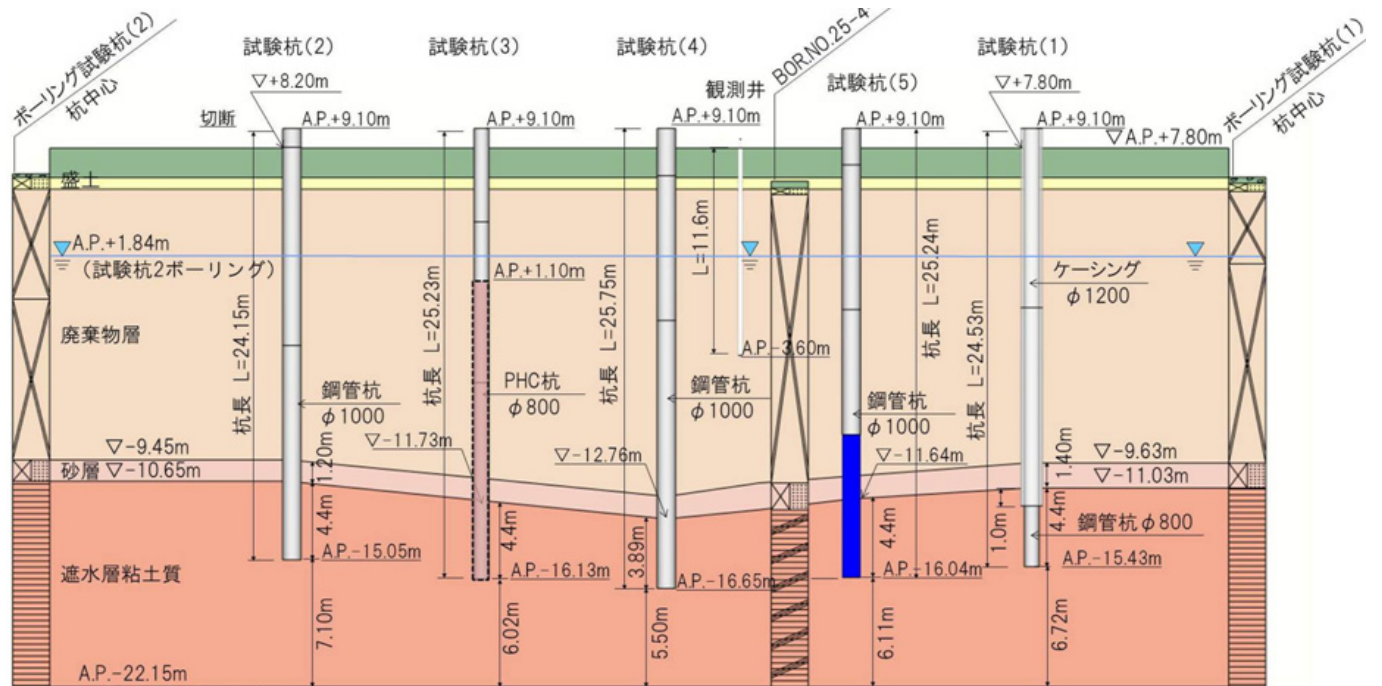 ボーリング試験杭(2)
杭中心
試験杭(2)
試験杭(3)
試験杭(4)
観測井
BOR.NO.25-4
試験杭(5)
試験杭(1)
ボーリング試験杭(1)
杭中心
▽+8.20m
▽+7.80m
切断
A.P.+9.10m
A.P.+9.10m
A.P.+9.10m
A.P.+9.10m
A.P.+9.10m
A.P.+9.10m
▽A.P.+7.80m
盛土
A.P.+1.84m
(試験杭2ボーリング)
A.P.+1.10m
L=11.6m
ケーシング
φ1200
廃棄物層
杭長 L=24.15m
杭長 L=25.23m
杭長 L=25.75m
杭長 L=25.24m
杭長 L=24.53m
A.P.-3.60m
鋼管杭
φ1000
PHC杭
φ800
鋼管杭
φ1000
鋼管杭
φ1000
▽-9.45m
砂層
▽-10.65m
1.20m
▽-11.73m
▽-12.76m
▽-11.64m
▽-9.63m
▽-11.03m
1.40m
4.4m
4.4m
3.89m
4.4m
1.0m
4.4m
鋼管杭φ800
A.P.-15.05m
A.P.-16.13m
A.P.-16.65m
A.P.-16.04m
A.P.-15.43m
遮水層粘土質
7.10m
6.02m
5.50m
6.11m
6.72m
A.P.-22.15m